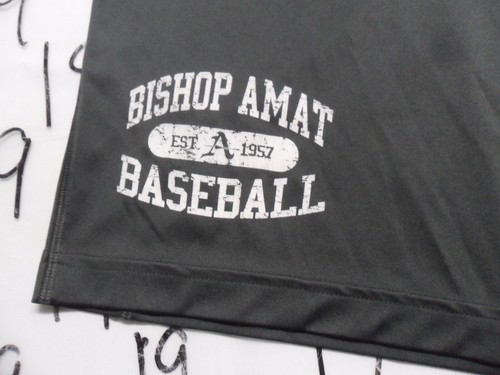 BISHOP AMAT
EST A 1957
BASEBALL